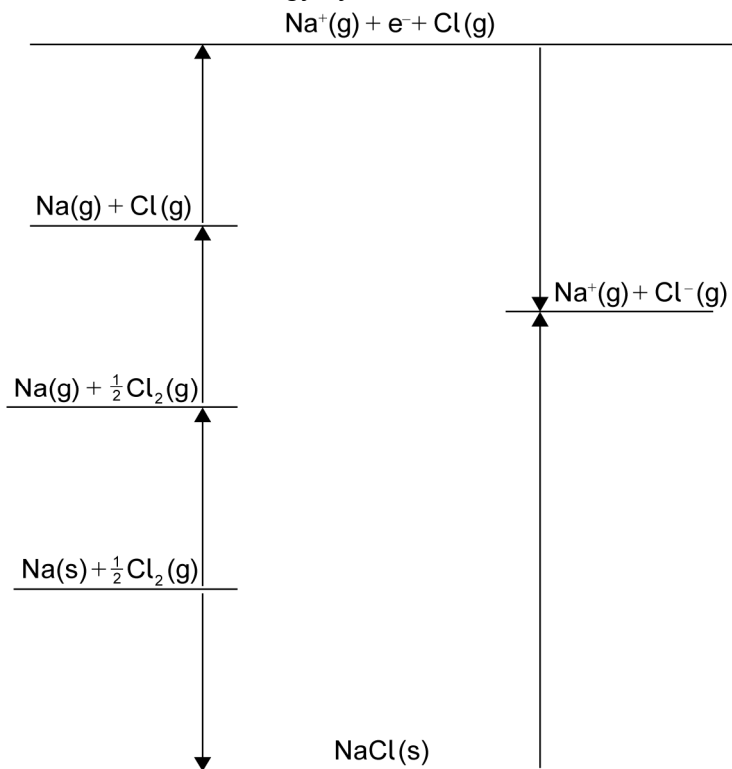 Na⁺(g) + e⁻ + Cl(g)
Na(g) + Cl(g)
Na⁺(g) + Cl⁻(g)
Na(g) + ½Cl₂(g)
Na(s) + ½Cl₂(g)
NaCl(s)